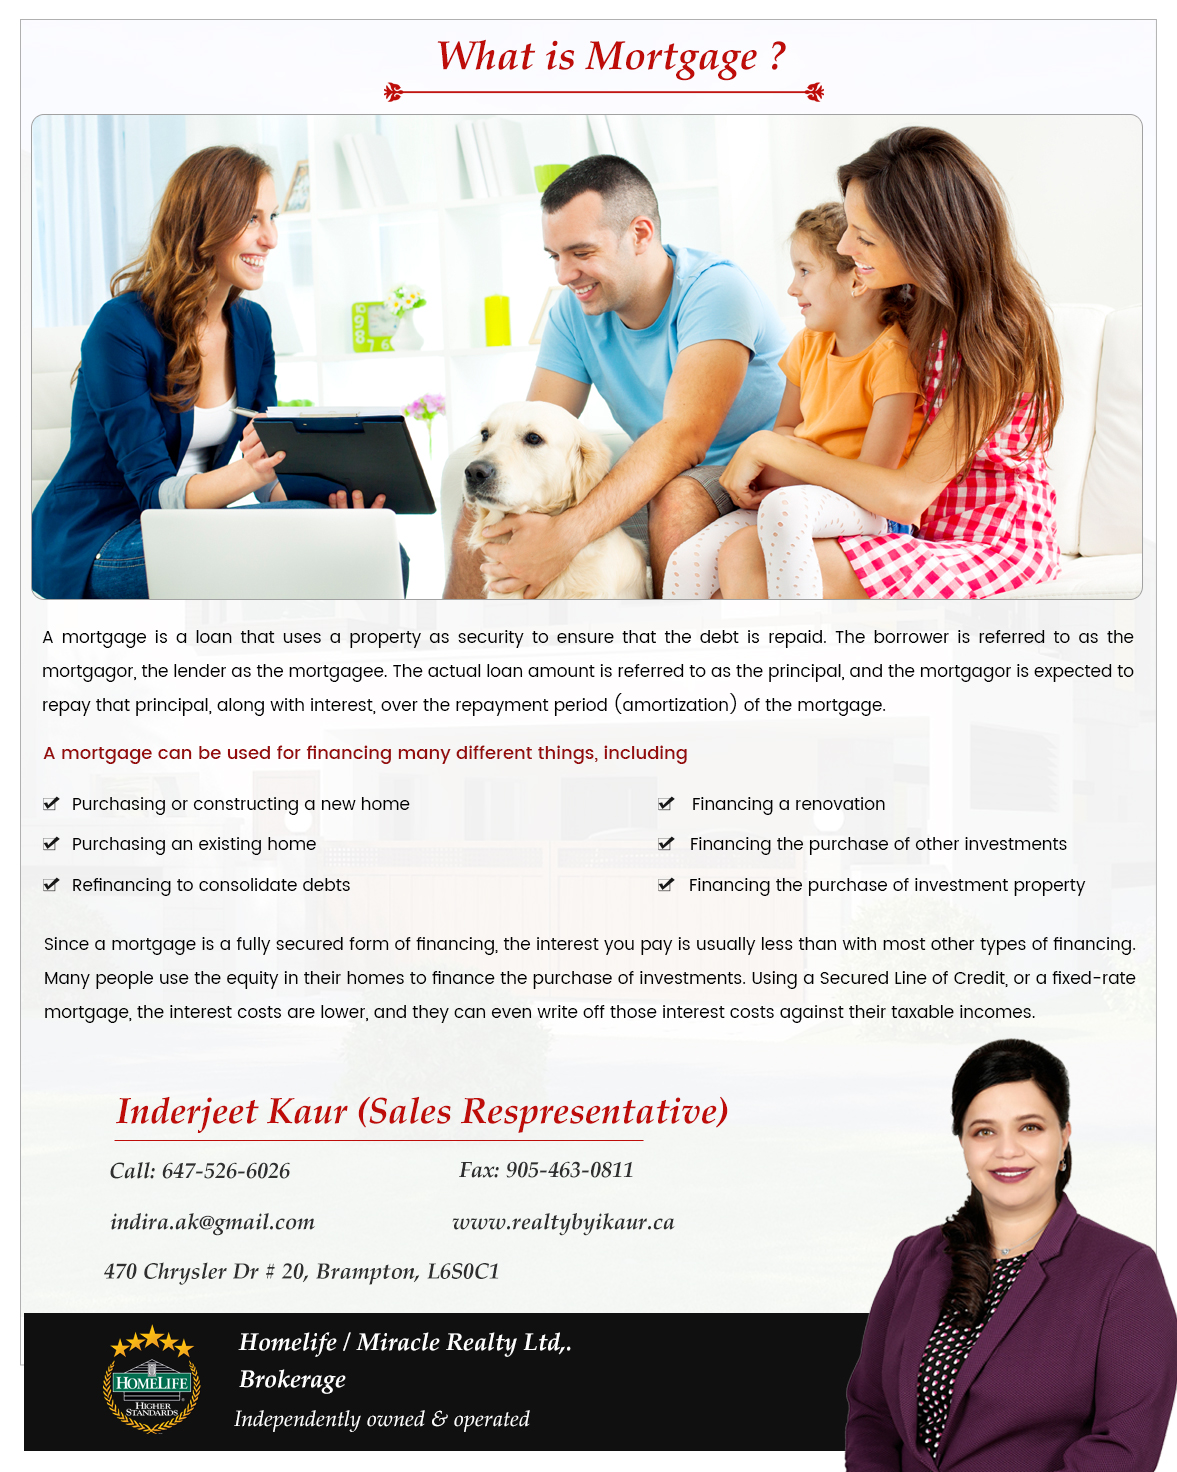 What is Mortgage ?
A mortgage is a loan that uses a property as security to ensure that the debt is repaid. The borrower is referred to as the
mortgagor, the lender as the mortgagee. The actual loan amount is referred to as the principal, and the mortgagor is expected to
repay that principal, along with interest, over the repayment period (amortization) of the mortgage.
A mortgage can be used for financing many different things, including
Purchasing or constructing a new home
Financing a renovation
Purchasing an existing home
Financing the purchase of other investments
Refinancing to consolidate debts
Financing the purchase of investment property
Since a mortgage is a fully secured form of financing, the interest you pay is usually less than with most other types of financing.
Many people use the equity in their homes to finance the purchase of investments. Using a Secured Line of Credit, or a fixed-rate
mortgage, the interest costs are lower, and they can even write off those interest costs against their taxable incomes.
Inderjeet Kaur (Sales Respresentative)
Call: 647-526-6026
Fax: 905-463-0811
indira.ak@gmail.com
www.realtybyikaur.ca
470 Chrysler Dr # 20, Brampton, L6S0C1
Homelife / Miracle Realty Ltd,.
Brokerage
Independently owned & operated
HOMELIFE
HIGHER
STANDARDS